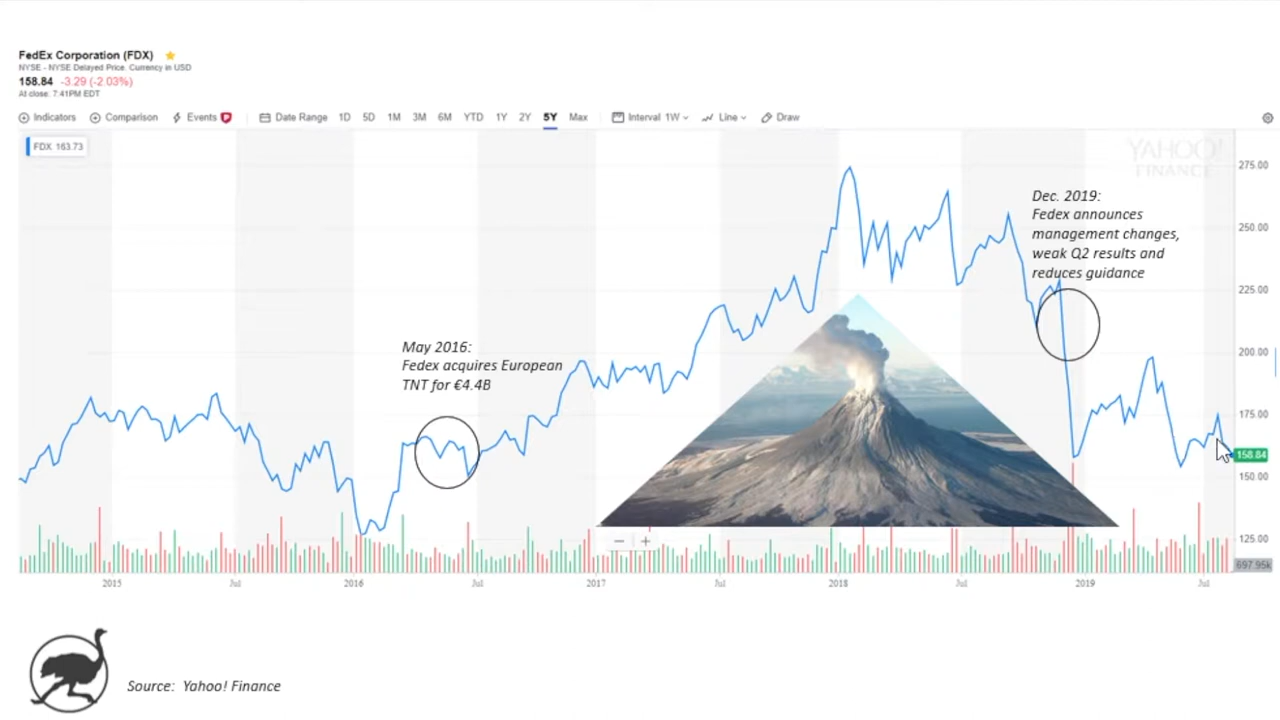 FedEx Corporation (FDX)
NYSE - NYSE Delayed Price. Currency in USD
158.84 -3.29 (-2.03%)
At close: 7:41PM EDT
Indicators Comparison Events Date Range 1D 5D 1M 3M 6M YTD 1Y 2Y 5Y Max Interval 1W Line Draw
FDX 163.73
YAHOO!
FINANCE
275.00
Dec. 2019:
Fedex announces
management changes,
weak Q2 results and
reduces guidance
250.00
225.00
200.00
May 2016:
Fedex acquires European
TNT for €4.4B
175.00
158.84
150.00
125.00
697.95k
2015 Jul 2016 Jul 2017 Jul 2018 Jul 2019 Jul
Source: Yahoo! Finance